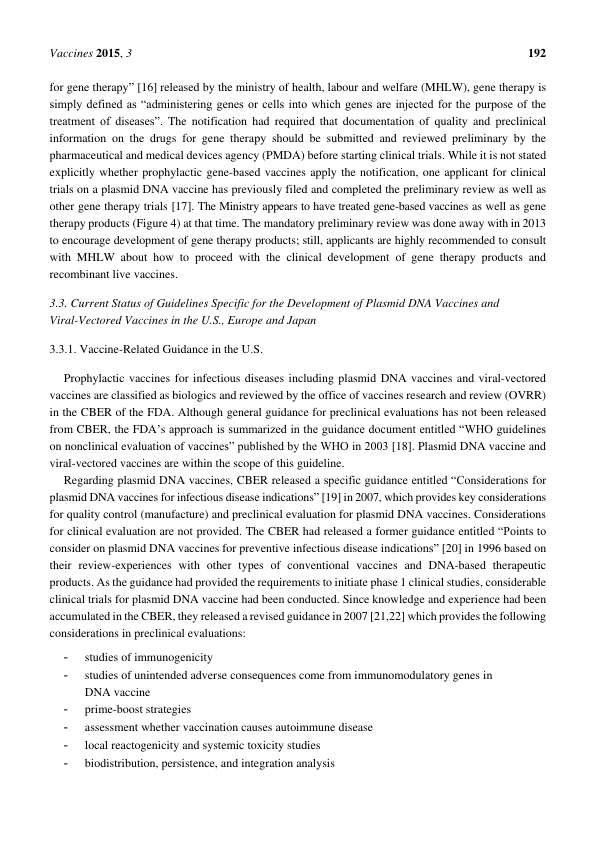 Vaccines 2015, 3 192
for gene therapy” [16] released by the ministry of health, labour and welfare (MHLW), gene therapy is
simply defined as “administering genes or cells into which genes are injected for the purpose of the
treatment of diseases”. The notification had required that documentation of quality and preclinical
information on the drugs for gene therapy should be submitted and reviewed preliminary by the
pharmaceutical and medical devices agency (PMDA) before starting clinical trials. While it is not stated
explicitly whether prophylactic gene-based vaccines apply the notification, one applicant for clinical
trials on a plasmid DNA vaccine has previously filed and completed the preliminary review as well as
other gene therapy trials [17]. The Ministry appears to have treated gene-based vaccines as well as gene
therapy products (Figure 4) at that time. The mandatory preliminary review was done away with in 2013
to encourage development of gene therapy products; still, applicants are highly recommended to consult
with MHLW about how to proceed with the clinical development of gene therapy products and
recombinant live vaccines.
3.3. Current Status of Guidelines Specific for the Development of Plasmid DNA Vaccines and
Viral-Vectored Vaccines in the U.S., Europe and Japan
3.3.1. Vaccine-Related Guidance in the U.S.
Prophylactic vaccines for infectious diseases including plasmid DNA vaccines and viral-vectored
vaccines are classified as biologics and reviewed by the office of vaccines research and review (OVRR)
in the CBER of the FDA. Although general guidance for preclinical evaluations has not been released
from CBER, the FDA’s approach is summarized in the guidance document entitled “WHO guidelines
on nonclinical evaluation of vaccines” published by the WHO in 2003 [18]. Plasmid DNA vaccine and
viral-vectored vaccines are within the scope of this guideline.
Regarding plasmid DNA vaccines, CBER released a specific guidance entitled “Considerations for
plasmid DNA vaccines for infectious disease indications” [19] in 2007, which provides key considerations
for quality control (manufacture) and preclinical evaluation for plasmid DNA vaccines. Considerations
for clinical evaluation are not provided. The CBER had released a former guidance entitled “Points to
consider on plasmid DNA vaccines for preventive infectious disease indications” [20] in 1996 based on
their review-experiences with other types of conventional vaccines and DNA-based therapeutic
products. As the guidance had provided the requirements to initiate phase 1 clinical studies, considerable
clinical trials for plasmid DNA vaccine had been conducted. Since knowledge and experience had been
accumulated in the CBER, they released a revised guidance in 2007 [21,22] which provides the following
considerations in preclinical evaluations:
- studies of immunogenicity
- studies of unintended adverse consequences come from immunomodulatory genes in
DNA vaccine
- prime-boost strategies
- assessment whether vaccination causes autoimmune disease
- local reactogenicity and systemic toxicity studies
- biodistribution, persistence, and integration analysis